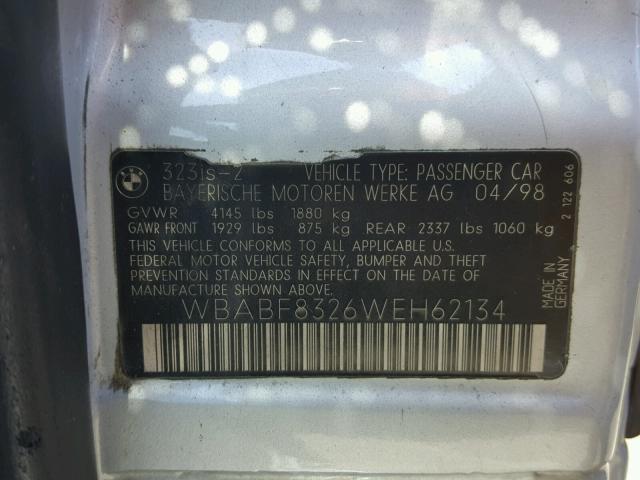 BMW
323is-2 VEHICLE TYPE: PASSENGER CAR
BAYERISCHE MOTOREN WERKE AG 04/98
GVWR 4145 lbs 1880 kg
GAWR FRONT 1929 lbs 875 kg REAR 2337 lbs 1060 kg
THIS VEHICLE CONFORMS TO ALL APPLICABLE U.S.
FEDERAL MOTOR VEHICLE SAFETY, BUMPER AND THEFT
PREVENTION STANDARDS IN EFFECT ON THE DATE OF
MANUFACTURE SHOWN ABOVE.
WBABF8326WEH62134
MADE IN
GERMANY
2 122 606